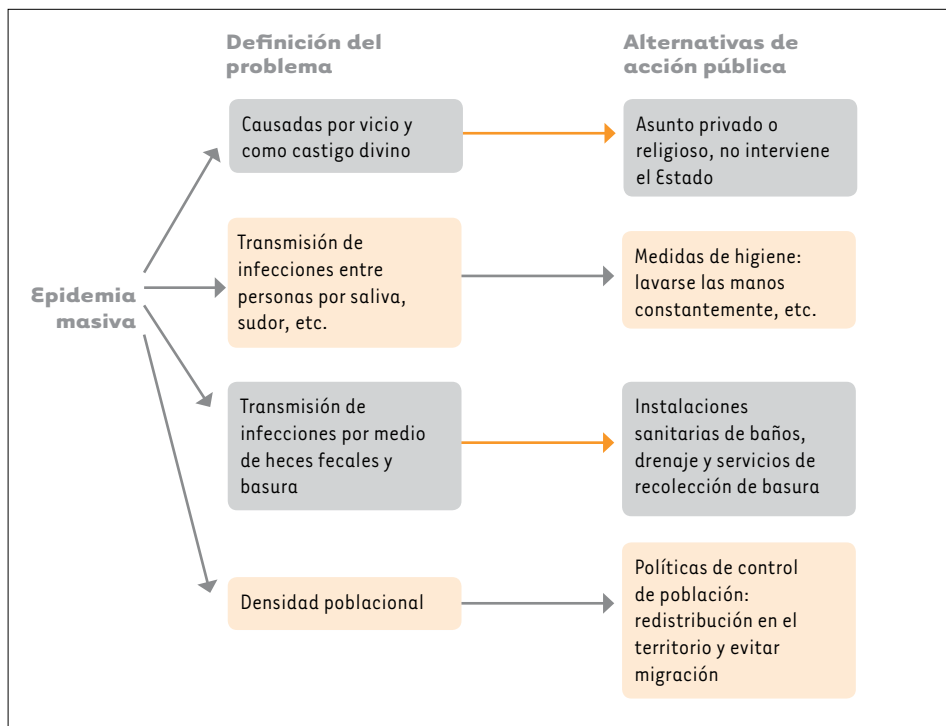 Definición del
problema
Alternativas de
acción pública
Epidemia
masiva
Causadas por vicio y
como castigo divino
Asunto privado o
religioso, no interviene
el Estado
Transmisión de
infecciones entre
personas por saliva,
sudor, etc.
Medidas de higiene:
lavarse las manos
constantemente, etc.
Transmisión de
infecciones por medio
de heces fecales y
basura
Instalaciones
sanitarias de baños,
drenaje y servicios de
recolección de basura
Densidad poblacional
Políticas de control
de población:
redistribución en el
territorio y evitar
migración